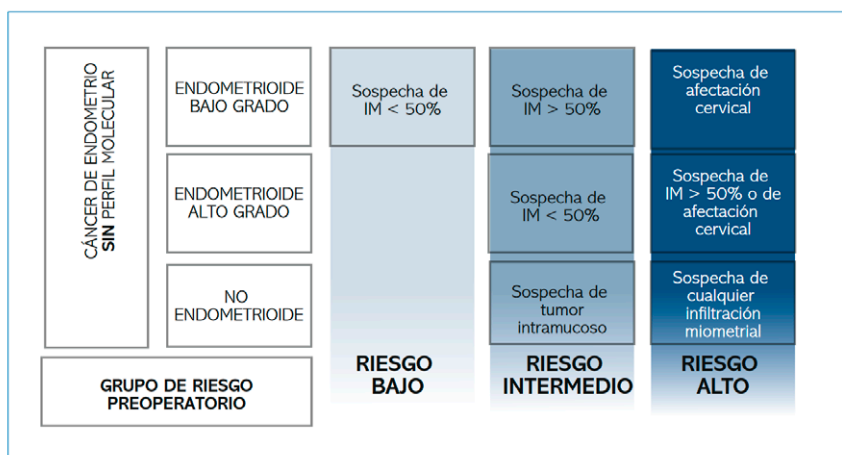 CÁNCER DE ENDOMETRIO
SIN PERFIL MOLECULAR
ENDOMETRIOIDE
BAJO GRADO
Sospecha de
IM < 50%
Sospecha de
IM > 50%
Sospecha de
afectación
cervical
ENDOMETRIOIDE
ALTO GRADO
Sospecha de
IM < 50%
Sospecha de
IM > 50% o de
afectación
cervical
NO
ENDOMETRIOIDE
Sospecha de
tumor
intramucoso
Sospecha de
cualquier
infiltración
miometrial
GRUPO DE RIESGO
PREOPERATORIO
RIESGO
BAJO
RIESGO
INTERMEDIO
RIESGO
ALTO